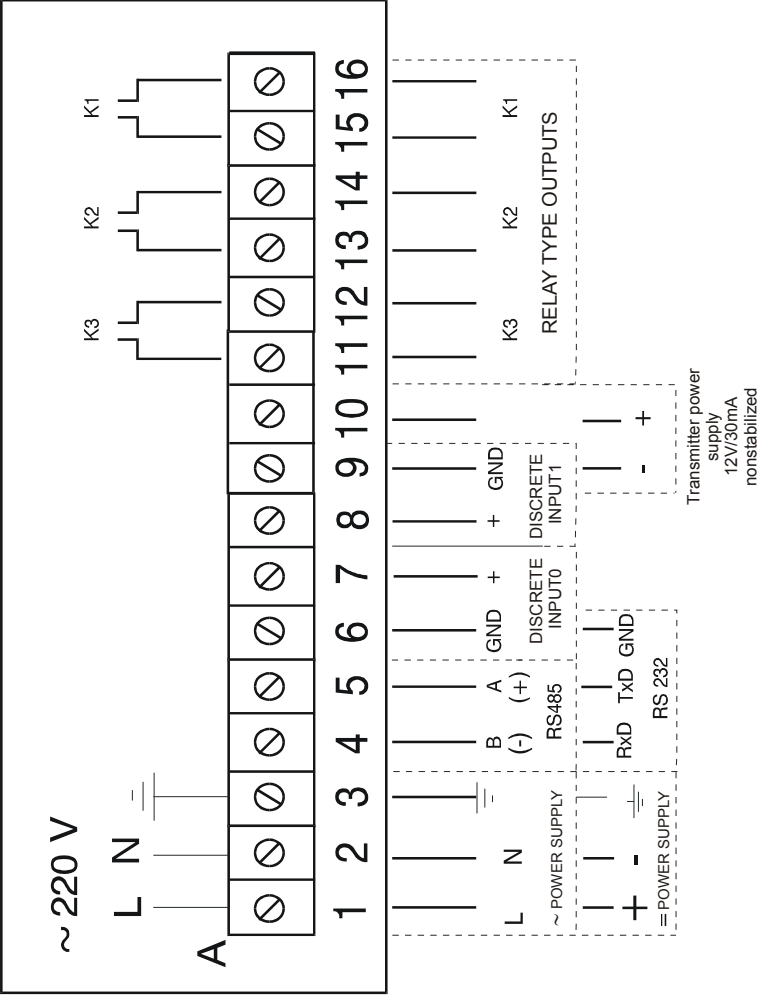 ~ 220 V
L N
K3 K2 K1
A
1 2 3 4 5 6 7 8 9 10 11 12 13 14 15 16
L N
~ POWER SUPPLY
B A
(-) (+)
RS485
GND +
DISCRETE
INPUT0
+ GND
DISCRETE
INPUT1
K3 K2 K1
RELAY TYPE OUTPUTS
+ -
= POWER SUPPLY
RxD TxD GND
RS 232
- +
Transmitter power
supply
12V/30mA
nonstabilized